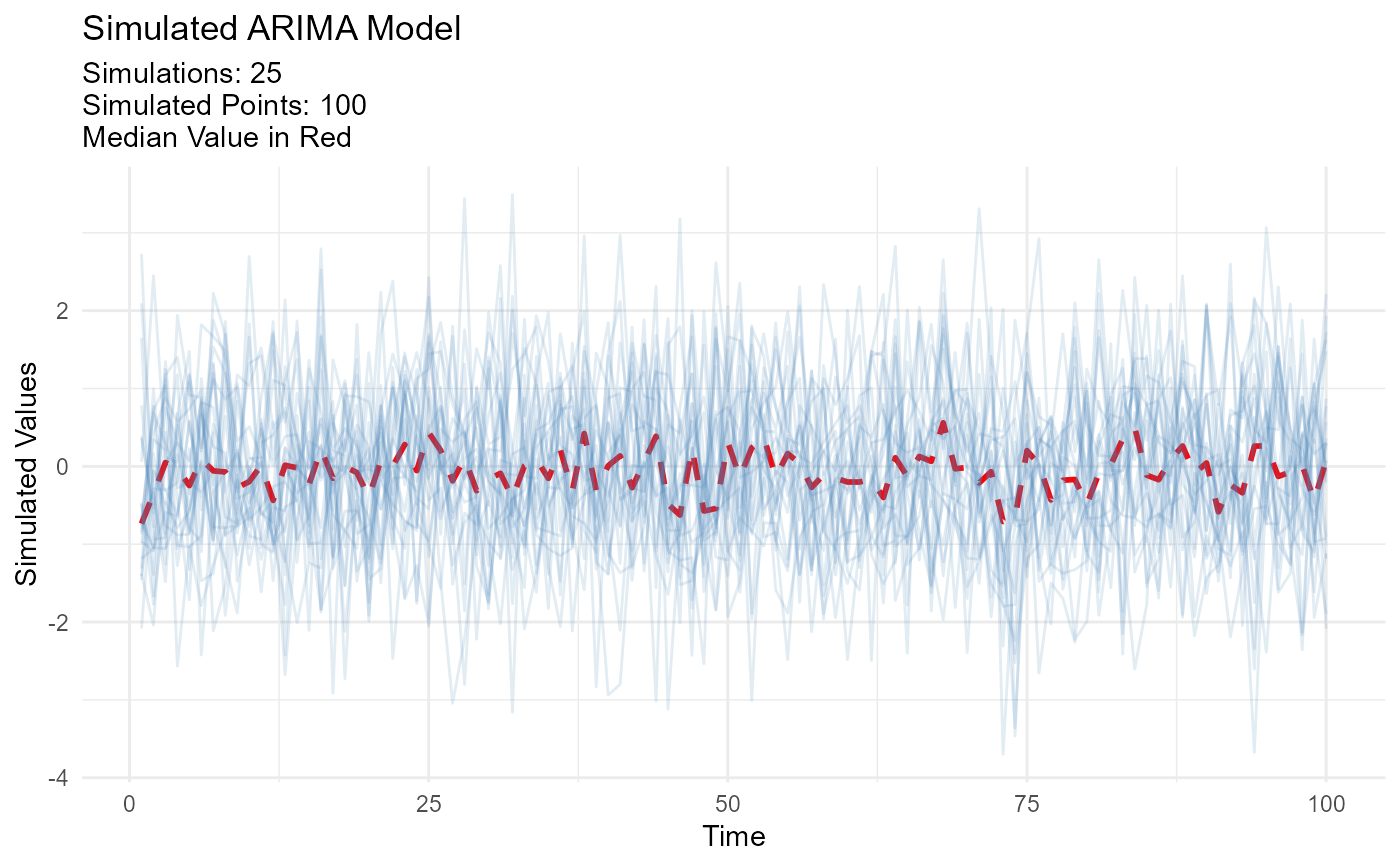 Simulated ARIMA Model
Simulations: 25
Simulated Points: 100
Median Value in Red
Simulated Values
2
0
-2
-4
0 25 50 75 100
Time